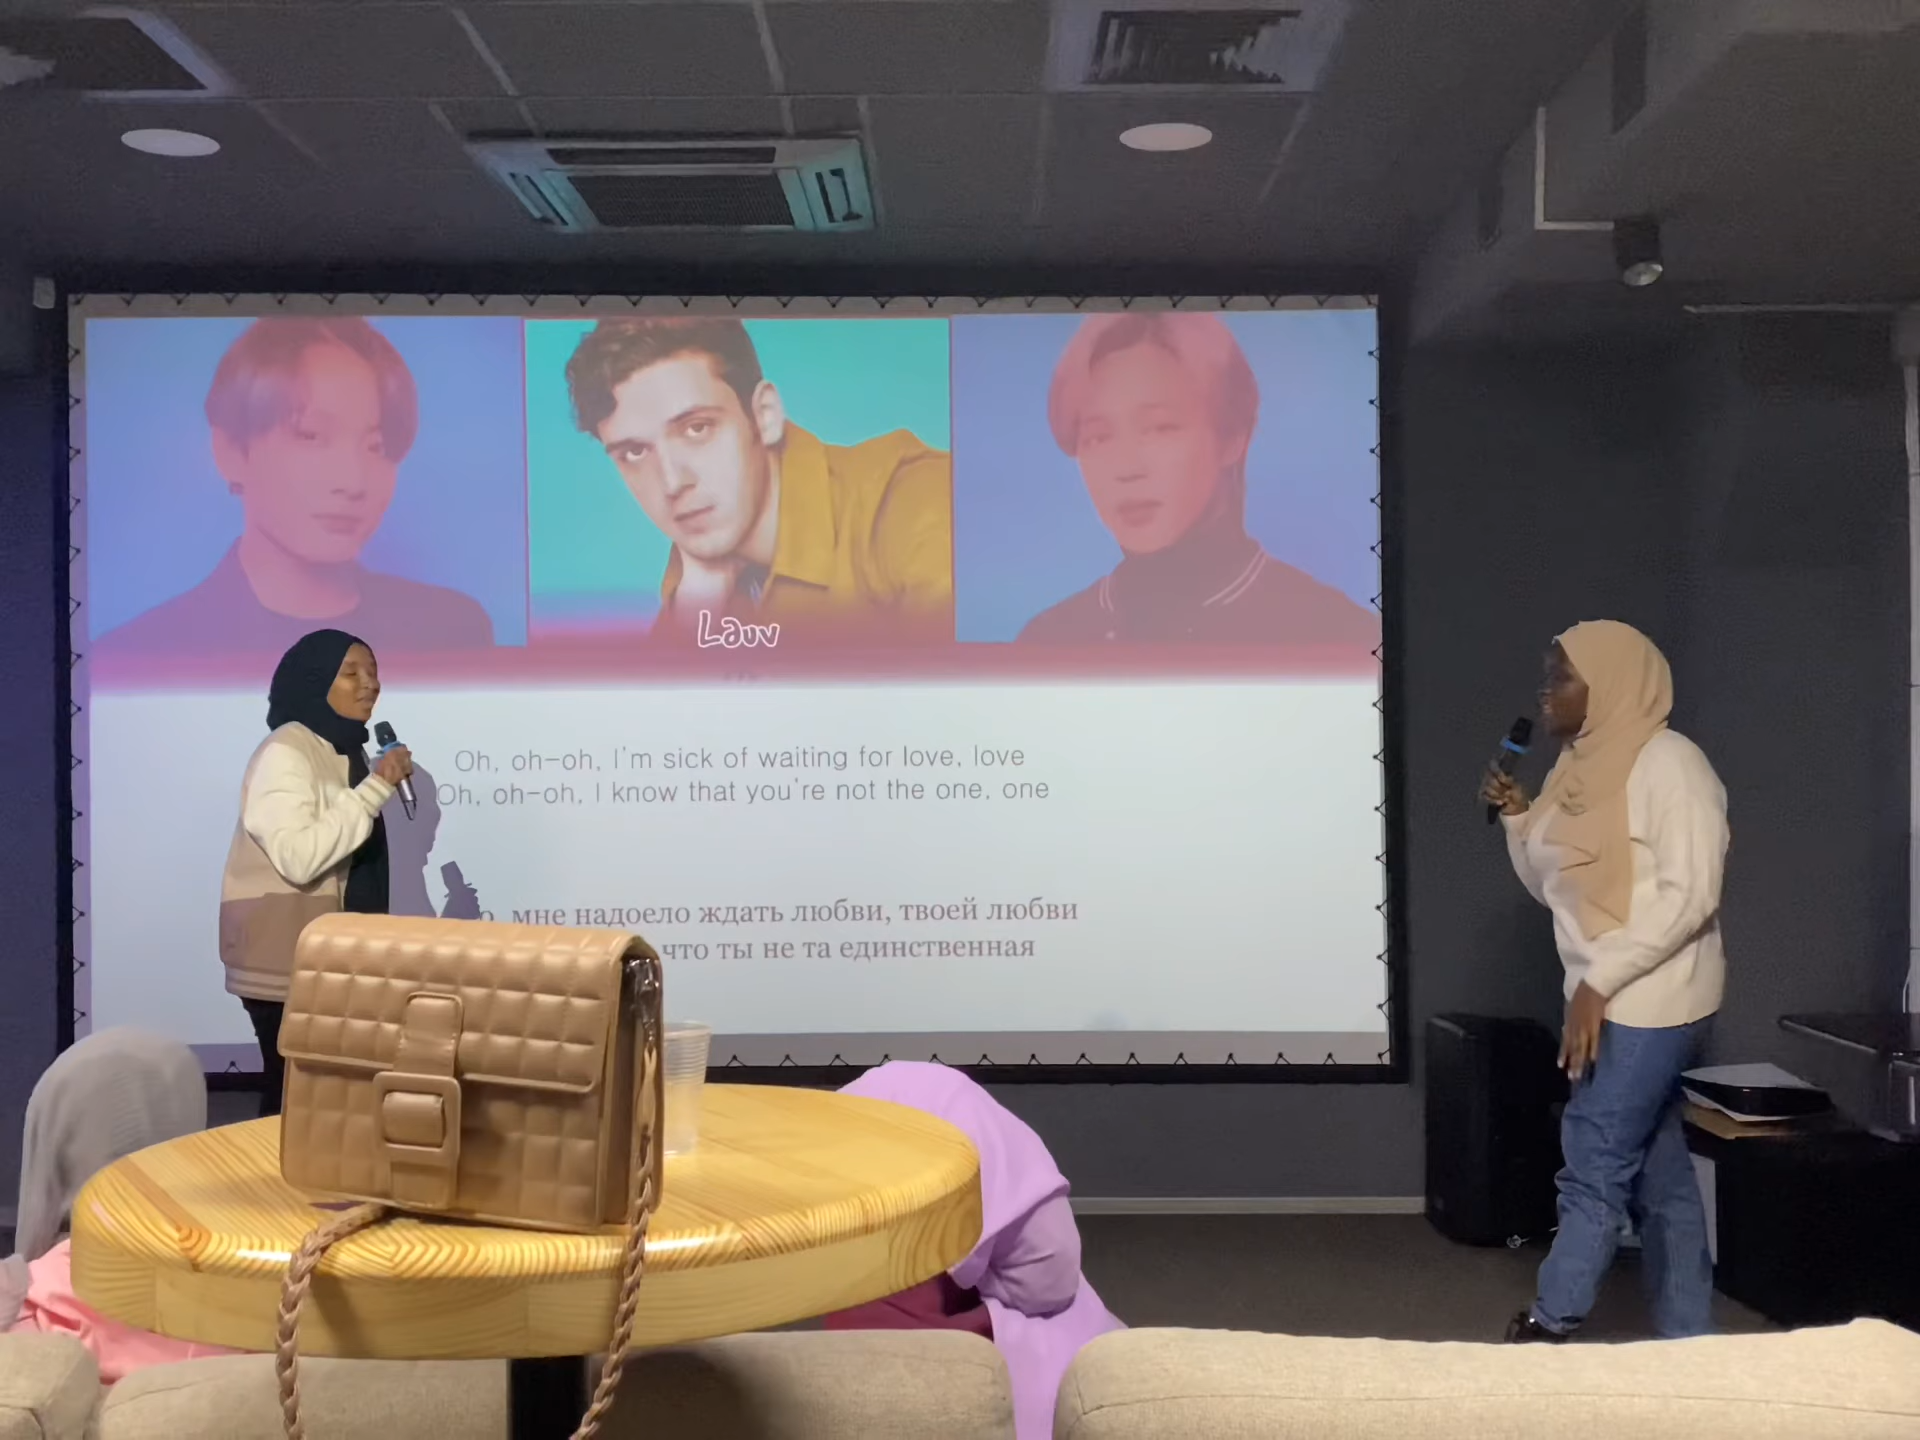 Lauv
Oh, oh-oh, I'm sick of waiting for love, love
Oh, oh-oh, I know that you're not the one, one
мне надоело ждать любви, твоей любви
что ты не та единственная